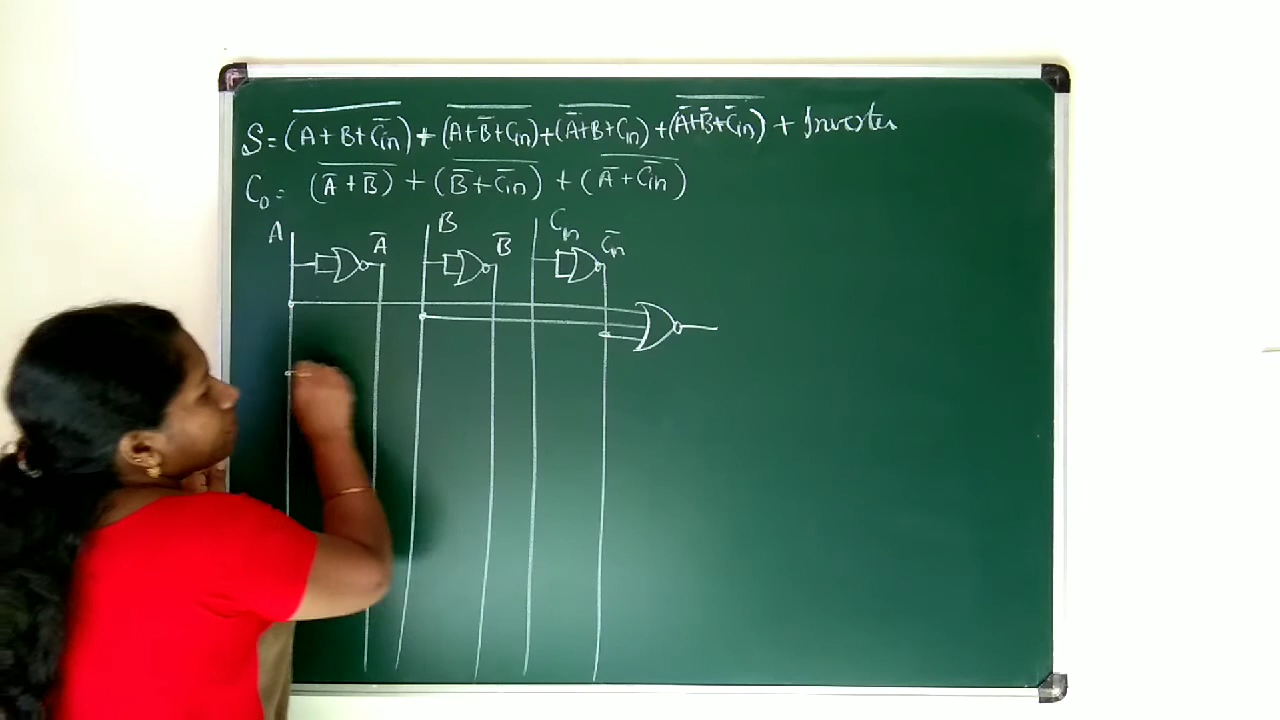 S = (A + B + C̅in)̅ + (A + B̅ + Cin)̅ + (A̅ + B + Cin)̅ + (A̅ + B̅ + C̅in)̅ + Inverter
C₀ = (A̅ + B̅)̅ + (B̅ + C̅in)̅ + (A̅ + C̅in)̅
A A̅ B B̅ Cin C̅in